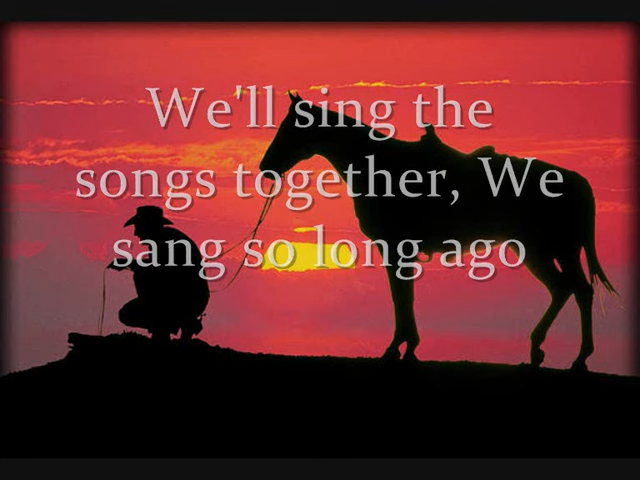 We'll sing the
songs together, We
sang so long ago